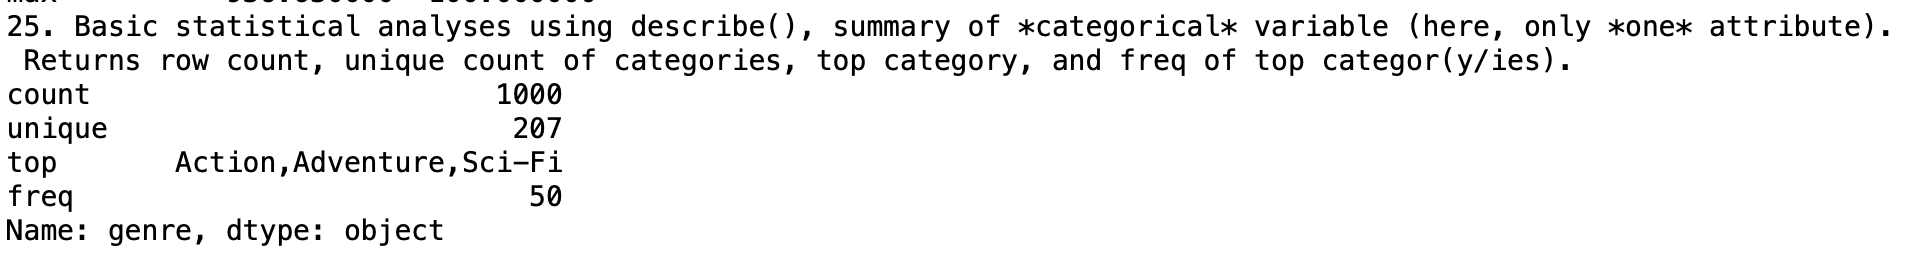 25. Basic statistical analyses using describe(), summary of *categorical* variable (here, only *one* attribute).
Returns row count, unique count of categories, top category, and freq of top categor(y/ies).
count 1000
unique 207
top Action,Adventure,Sci-Fi
freq 50
Name: genre, dtype: object